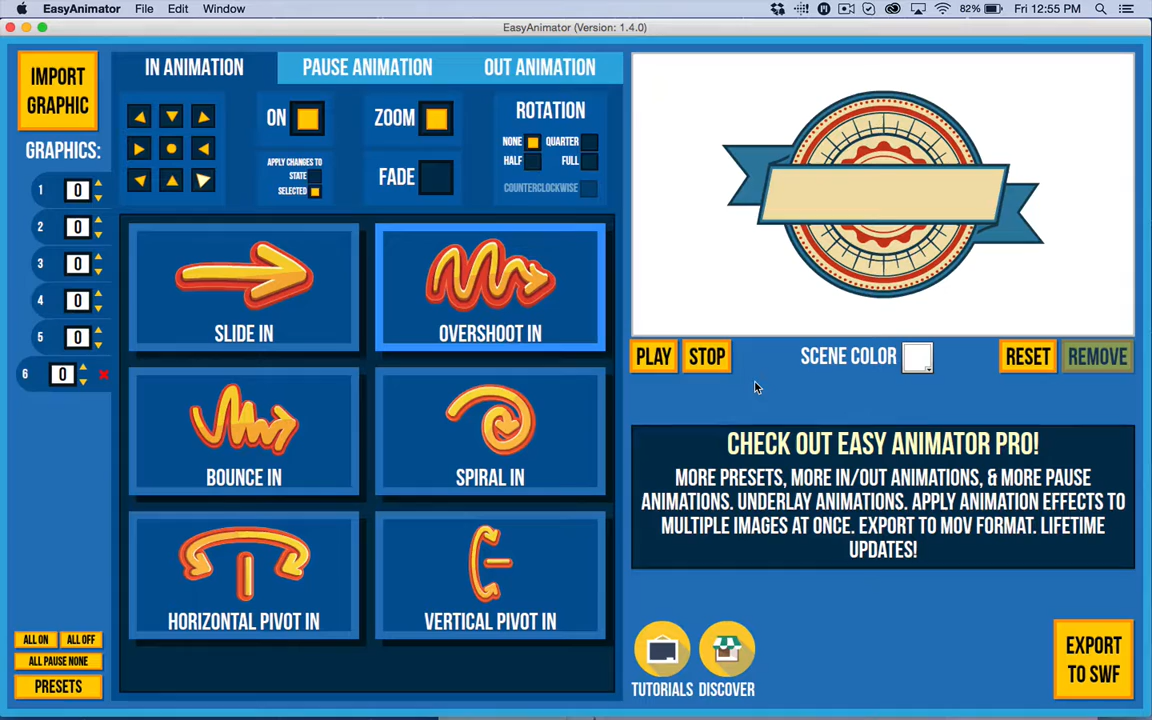 EasyAnimator File Edit Window
82% Fri 12:55 PM
EasyAnimator (Version: 1.4.0)
IMPORT
GRAPHIC
IN ANIMATION PAUSE ANIMATION OUT ANIMATION
GRAPHICS:
1 0
2 0
3 0
4 0
5 0
6 0
ON
APPLY CHANGES TO
STATE
SELECTED
ZOOM
FADE
ROTATION
NONE QUARTER
HALF FULL
COUNTERCLOCKWISE
SLIDE IN
OVERSHOOT IN
BOUNCE IN
SPIRAL IN
HORIZONTAL PIVOT IN
VERTICAL PIVOT IN
ALL ON ALL OFF
ALL PAUSE NONE
PRESETS
PLAY STOP SCENE COLOR RESET REMOVE
CHECK OUT EASY ANIMATOR PRO!
MORE PRESETS, MORE IN/OUT ANIMATIONS, & MORE PAUSE
ANIMATIONS. UNDERLAY ANIMATIONS. APPLY ANIMATION EFFECTS TO
MULTIPLE IMAGES AT ONCE. EXPORT TO MOV FORMAT. LIFETIME
UPDATES!
TUTORIALS DISCOVER
EXPORT
TO SWF